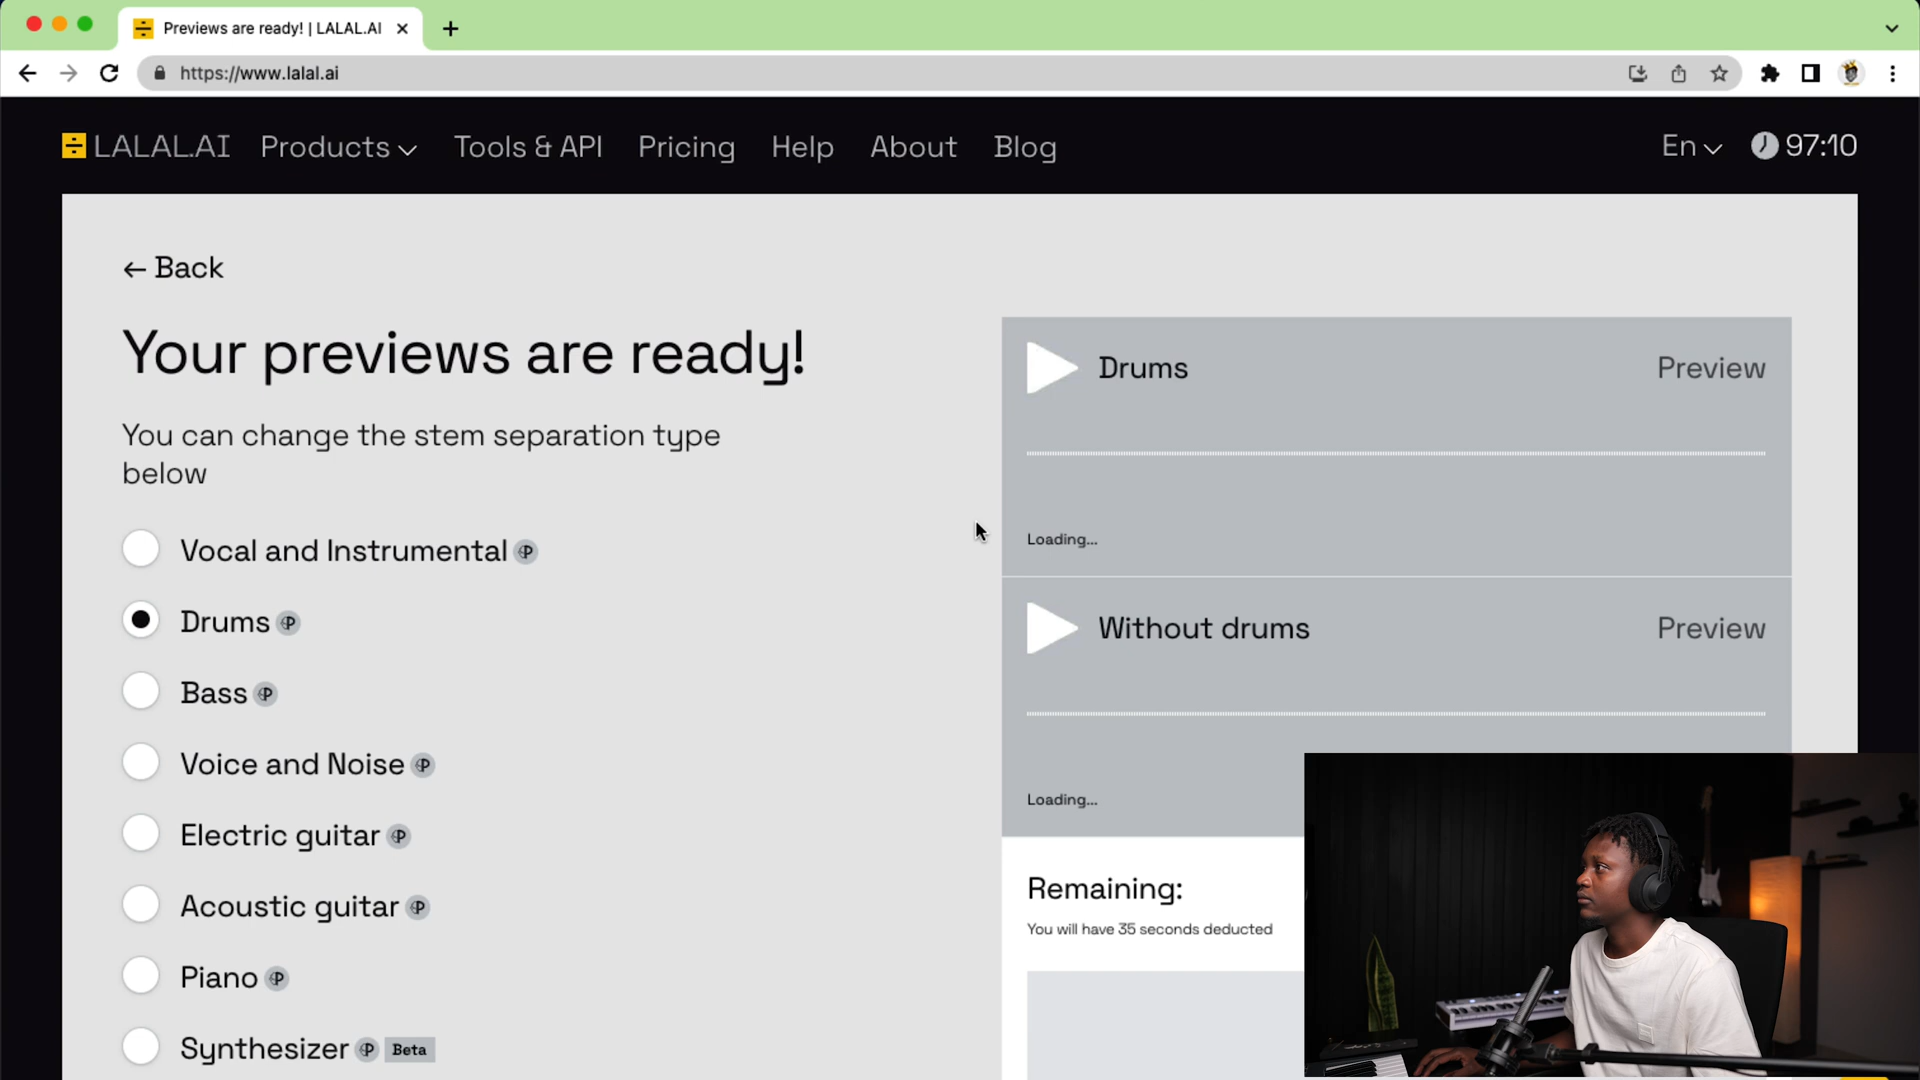 Previews are ready! | LALAL.AI
https://www.lalal.ai
LALAL.AI Products Tools & API Pricing Help About Blog En 97:10
← Back
Your previews are ready!
You can change the stem separation type
below
Vocal and Instrumental
Drums
Bass
Voice and Noise
Electric guitar
Acoustic guitar
Piano
Synthesizer Beta
Drums Preview
Loading...
Without drums Preview
Loading...
Remaining:
You will have 35 seconds deducted